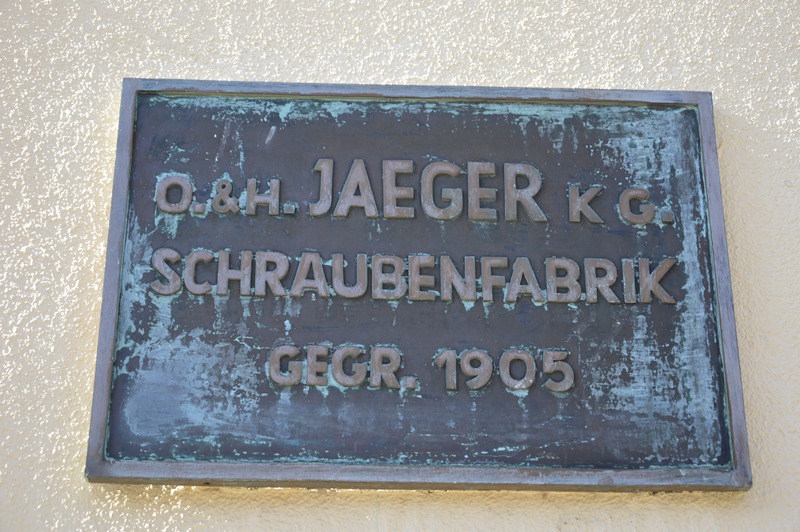 O. & H. JAEGER K G.
SCHRAUBENFABRIK
GEGR. 1905